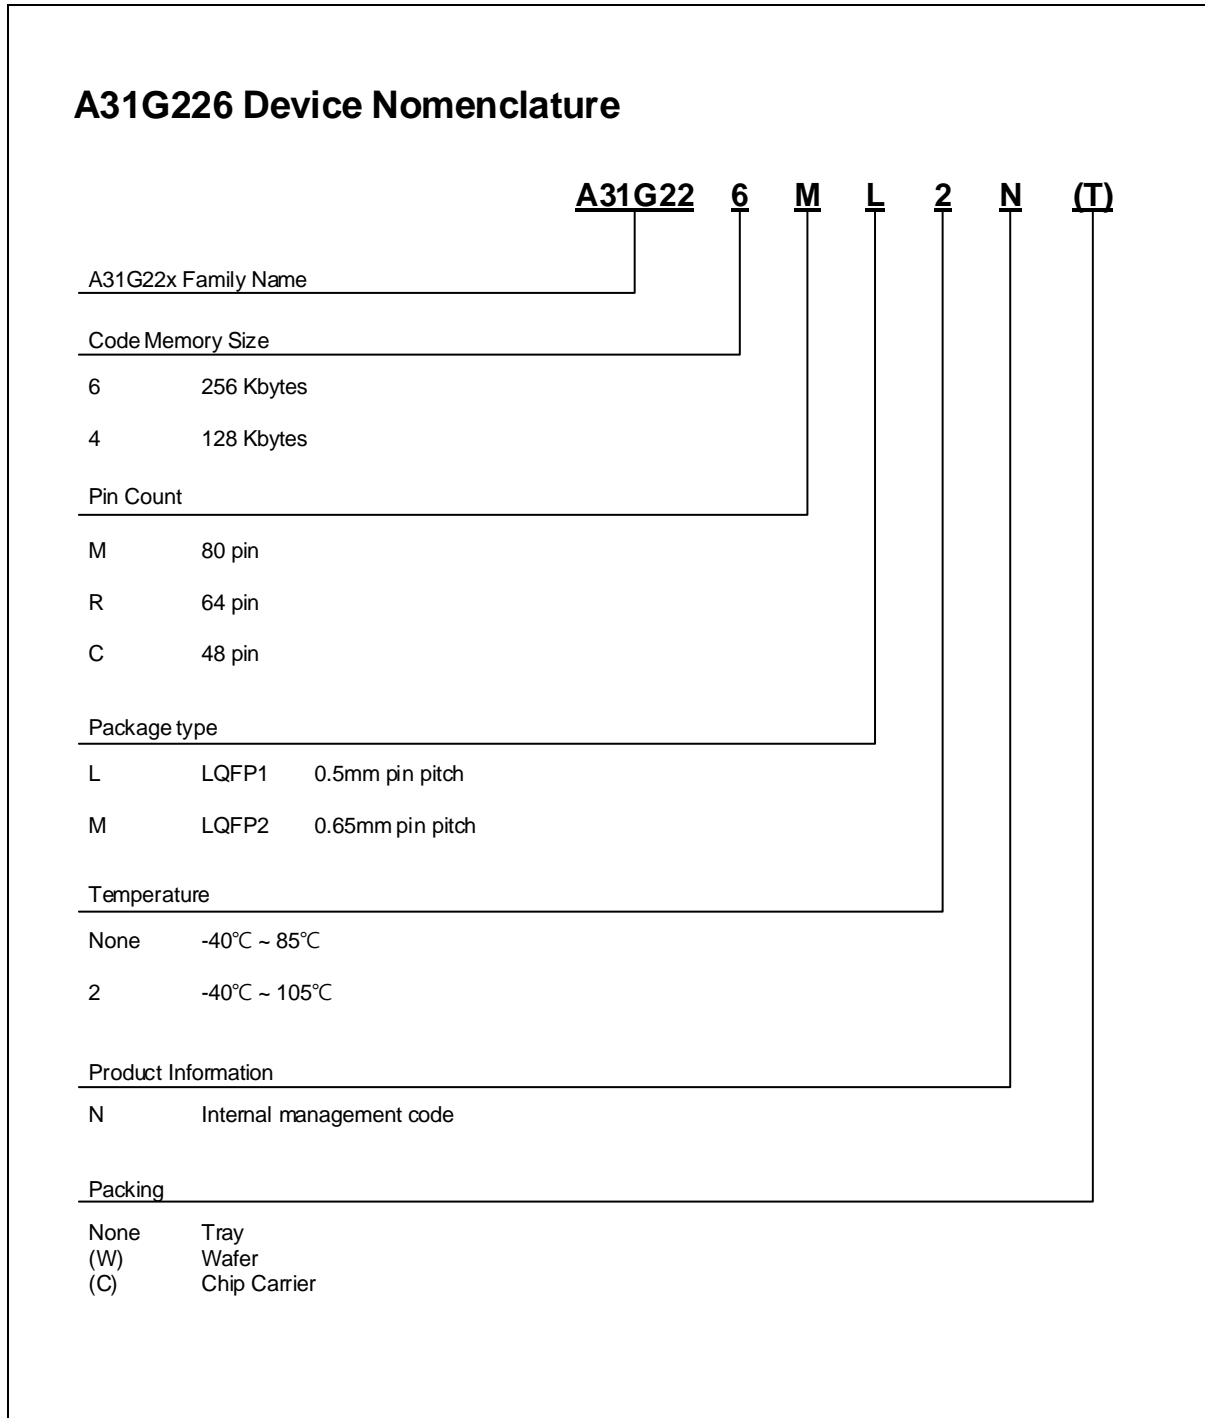 A31G226 Device Nomenclature
A31G22 6 M L 2 N (T)
A31G22x Family Name
Code Memory Size
6 256 Kbytes
4 128 Kbytes
Pin Count
M 80 pin
R 64 pin
C 48 pin
Package type
L LQFP1 0.5mm pin pitch
M LQFP2 0.65mm pin pitch
Temperature
None -40℃ ~ 85℃
2 -40℃ ~ 105℃
Product Information
N Internal management code
Packing
None Tray
(W) Wafer
(C) Chip Carrier